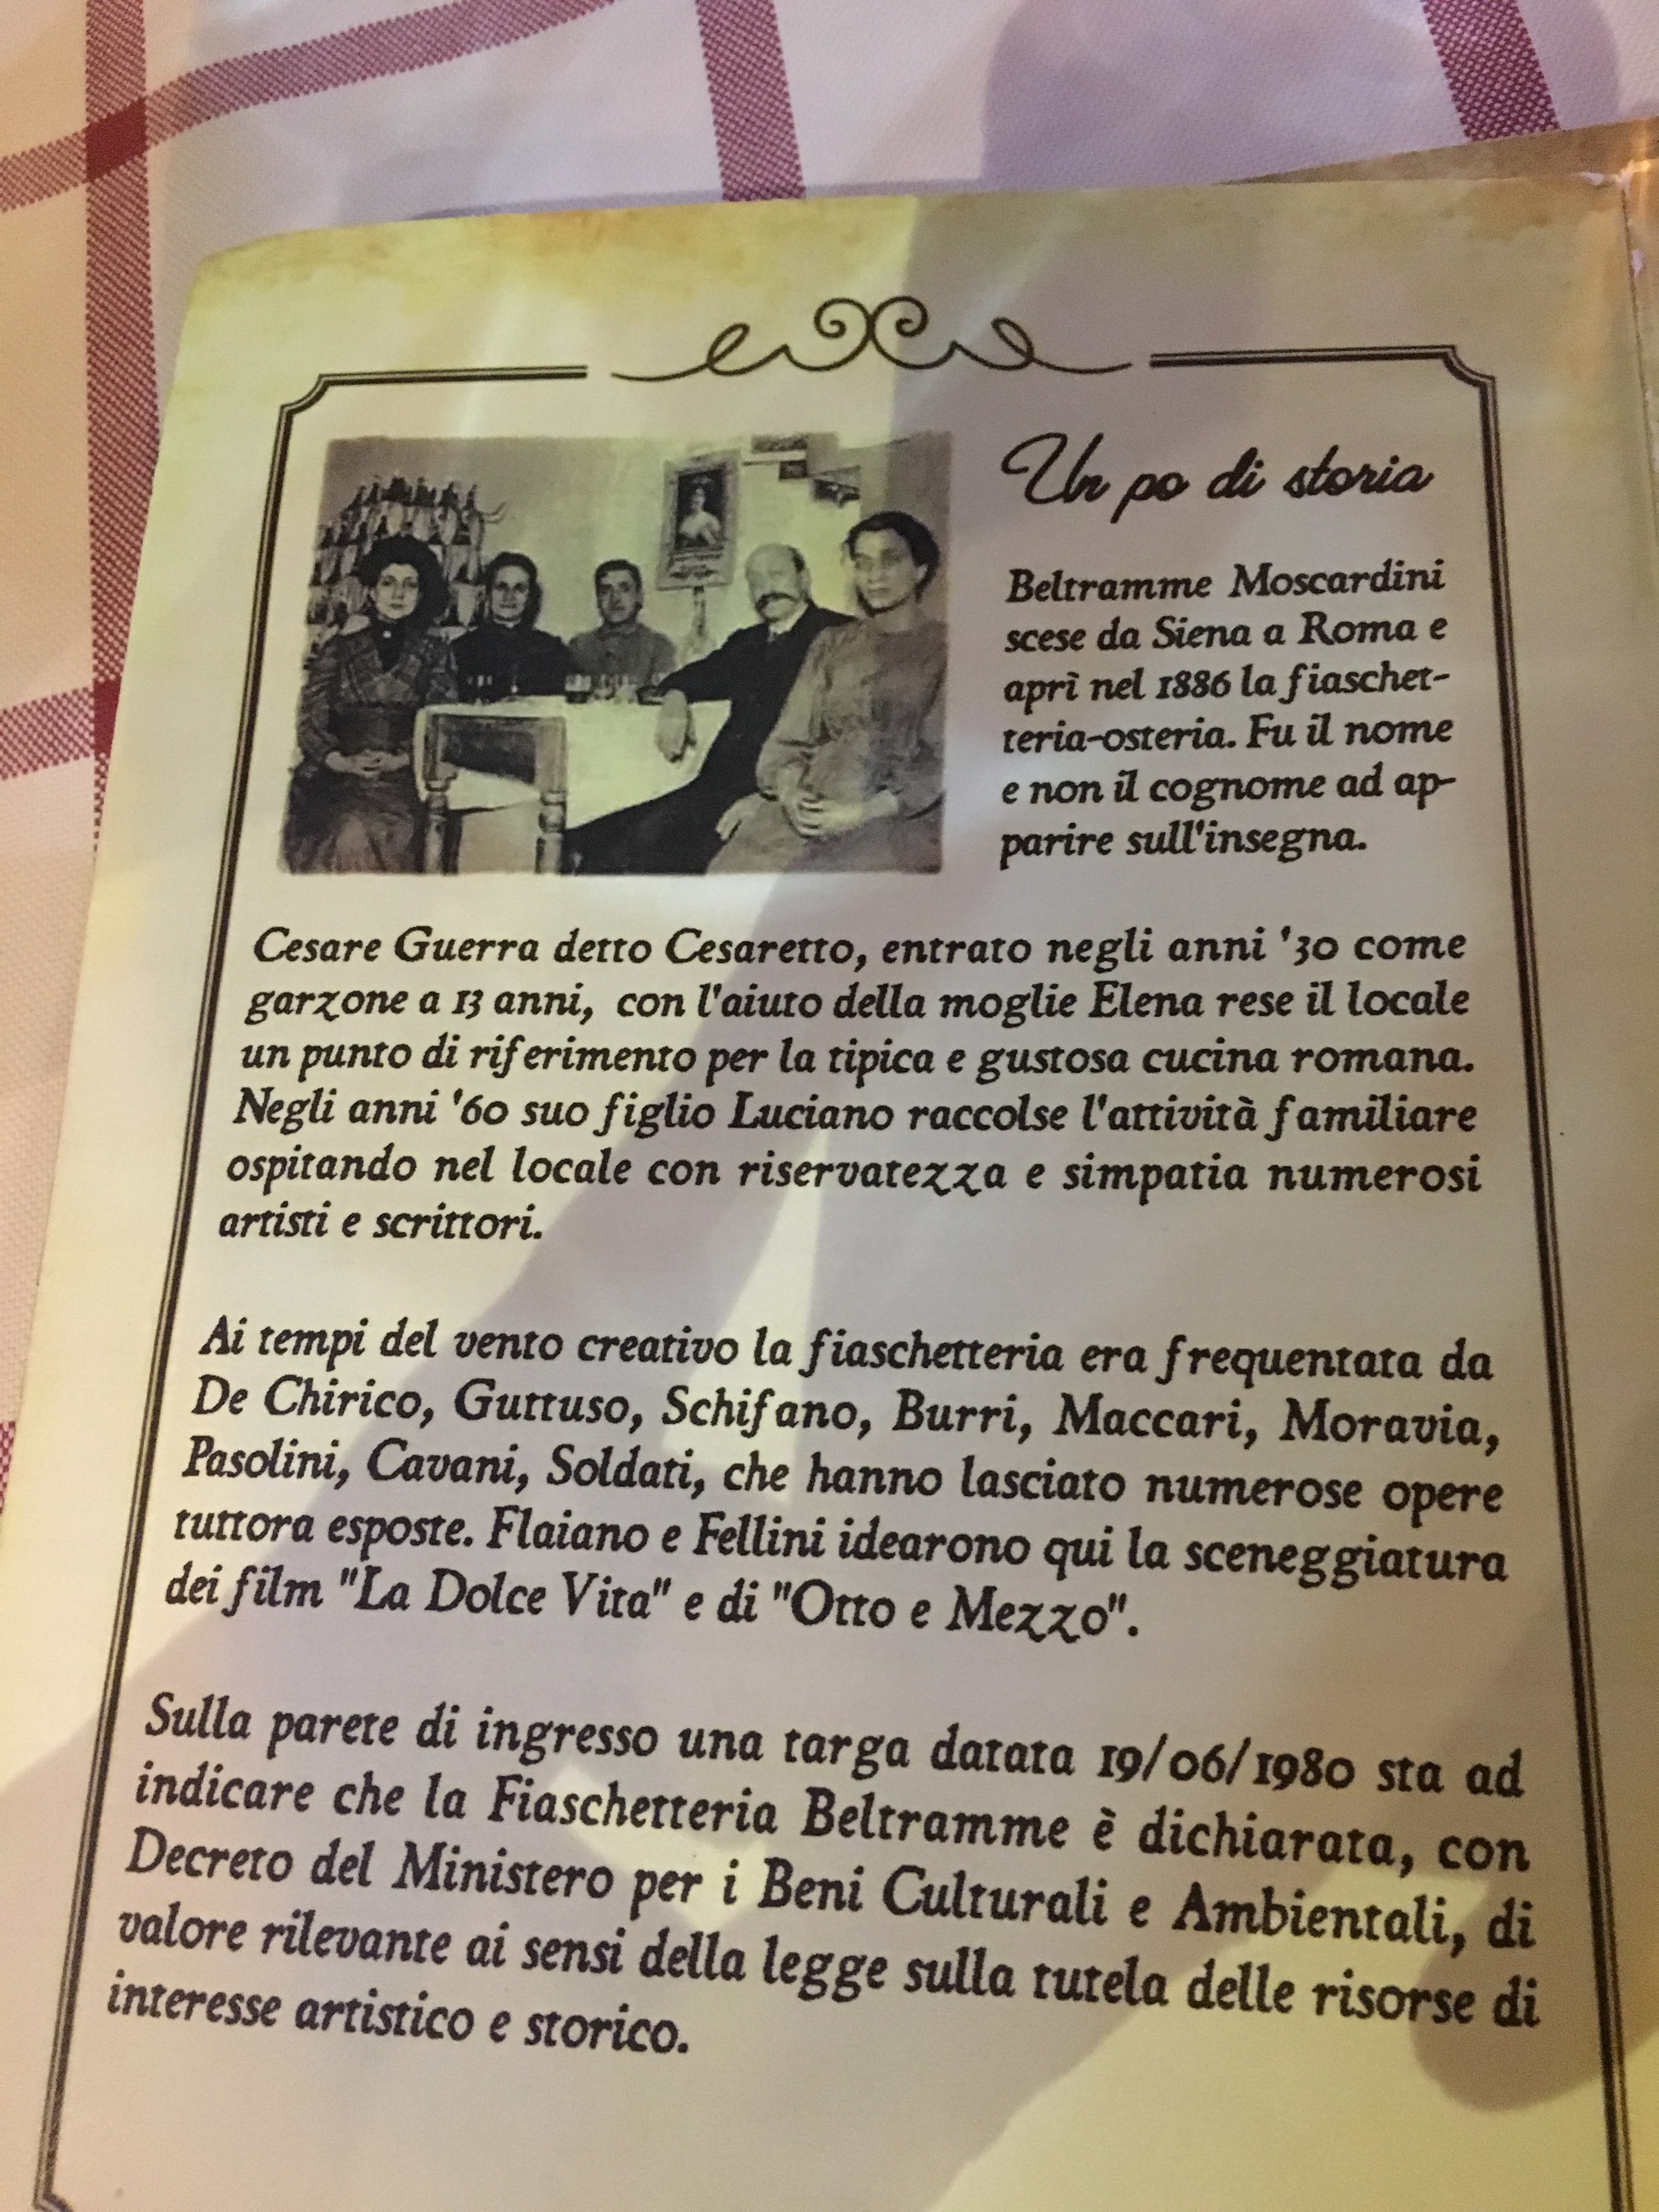 Un po di storia
Beltramme Moscardini
scese da Siena a Roma e
aprì nel 1886 la fiaschet-
teria-osteria. Fu il nome
e non il cognome ad ap-
parire sull'insegna.
Cesare Guerra detto Cesaretto, entrato negli anni '30 come
garzone a 13 anni, con l'aiuto della moglie Elena rese il locale
un punto di riferimento per la tipica e gustosa cucina romana.
Negli anni '60 suo figlio Luciano raccolse l'attività familiare
ospitando nel locale con riservatezza e simpatia numerosi
artisti e scrittori.
Ai tempi del vento creativo la fiaschetteria era frequentata da
De Chirico, Guttuso, Schifano, Burri, Maccari, Moravia,
Pasolini, Cavani, Soldati, che hanno lasciato numerose opere
tuttora esposte. Flaiano e Fellini idearono qui la sceneggiatura
dei film "La Dolce Vita" e di "Otto e Mezzo".
Sulla parete di ingresso una targa datata 19/06/1980 sta ad
indicare che la Fiaschetteria Beltramme è dichiarata, con
Decreto del Ministero per i Beni Culturali e Ambientali, di
valore rilevante ai sensi della legge sulla tutela delle risorse di
interesse artistico e storico.